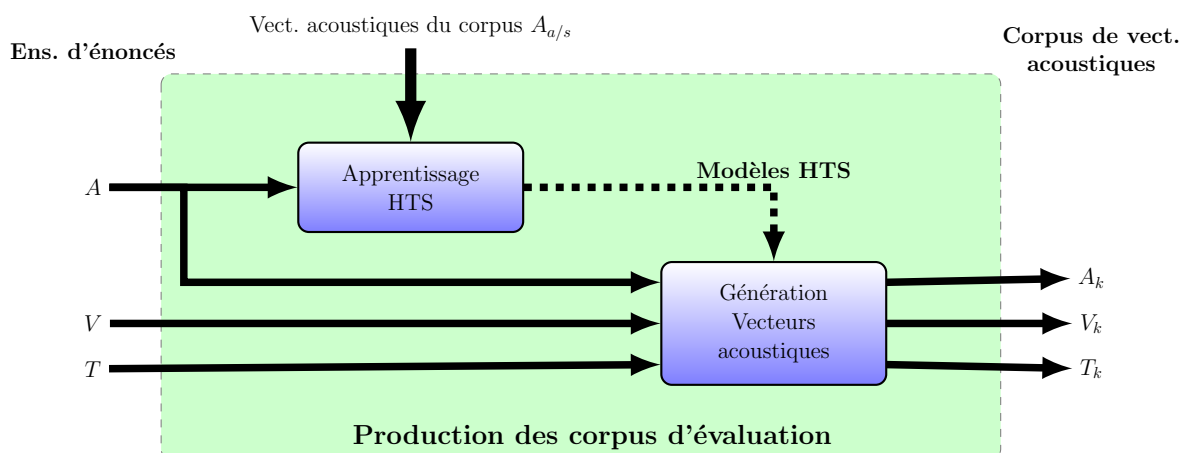 Vect. acoustiques du corpus A_{a/s}
Ens. d'énoncés
Corpus de vect.
acoustiques
Apprentissage
HTS
Modèles HTS
A
Génération
Vecteurs
acoustiques
V
T
A_k
V_k
T_k
Production des corpus d'évaluation